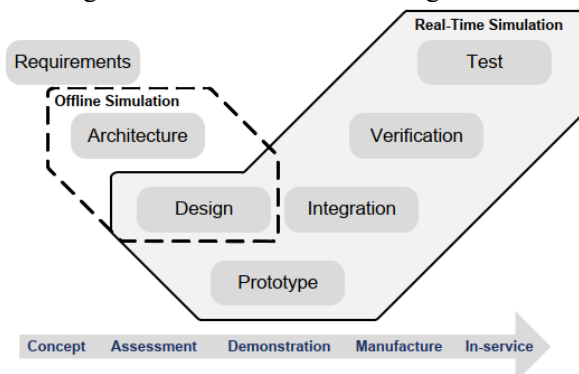 Real-Time Simulation
Requirements
Test
Offline Simulation
Architecture
Verification
Design
Integration
Prototype
Concept Assessment Demonstration Manufacture In-service